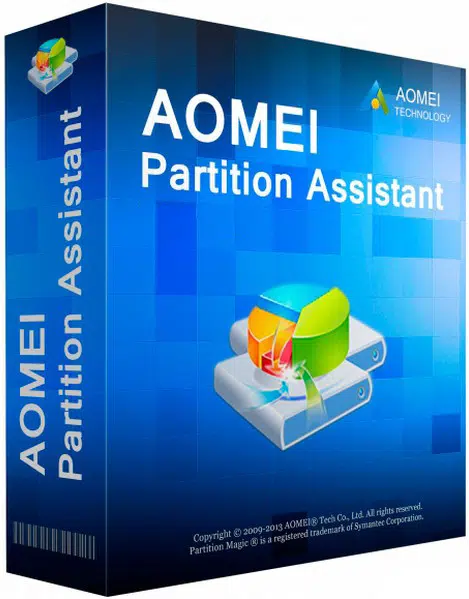 AOMEI
TECHNOLOGY
AOMEI
Partition Assistant
AOMEI
Partition Assistant
Copyright © 2009-2013 AOMEI® Tech Co., Ltd. All rights reserved.
Partition Magic ® is a registered trademark of Symantec Corporation.